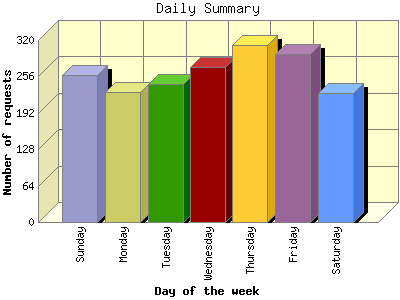 Daily Summary
320
256
192
128
64
0
Number of requests
Sunday
Monday
Tuesday
Wednesday
Thursday
Friday
Saturday
Day of the week